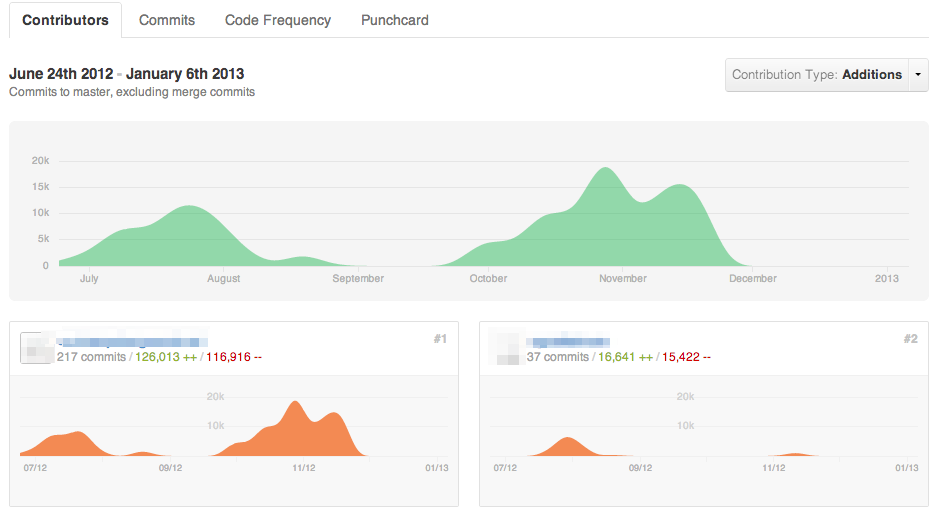 Contributors Commits Code Frequency Punchcard
June 24th 2012 - January 6th 2013
Commits to master, excluding merge commits
Contribution Type: Additions
20k
15k
10k
5k
0
July August September October November December 2013
#1
217 commits / 126,013 ++ / 116,916 --
20k
10k
07/12 09/12 11/12 01/13
#2
37 commits / 16,641 ++ / 15,422 --
20k
10k
07/12 09/12 11/12 01/13